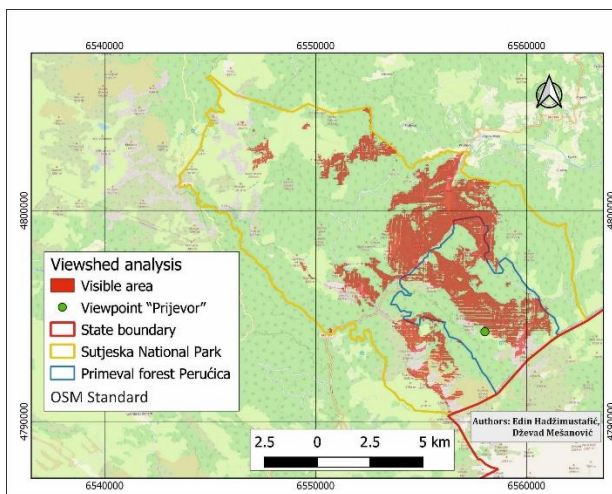 6540000 6550000 6560000
4800000 4800000
Viewshed analysis
Visible area
Viewpoint "Prijevor"
State boundary
Sutjeska National Park
Primeval forest Perućica
OSM Standard
Authors: Edin Hadžimustafić,
Dževad Mešanović
4790000 4790000
2.5 0 2.5 5 km
6540000 6550000 6560000